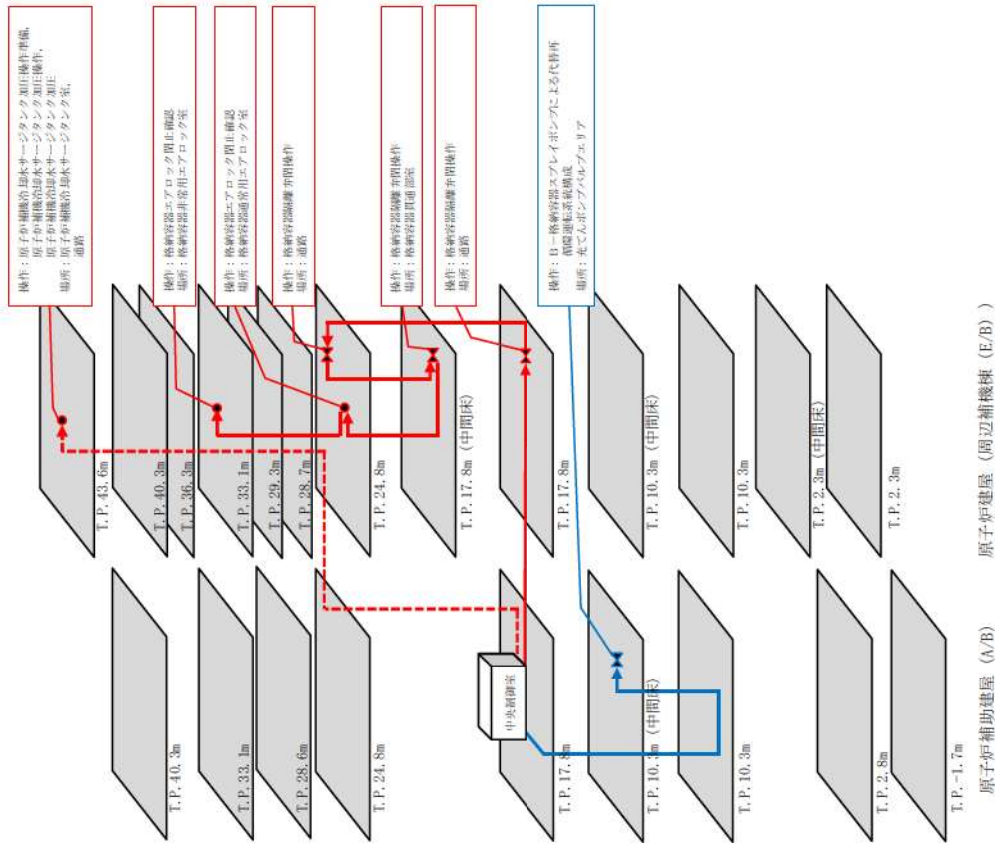 操作：原子炉補機冷却水サージタンク加圧操作準備，
原子炉補機冷却水サージタンク加圧操作，
原子炉補機冷却水サージタンク加圧
場所：原子炉補機冷却水サージタンク室，
通路
操作：格納容器エアロック閉止確認
場所：格納容器非常用エアロック室
操作：格納容器エアロック閉止確認
場所：格納容器通常用エアロック室
操作：格納容器隔離弁閉操作
場所：通路
操作：格納容器隔離弁閉操作
場所：格納容器貫通部室
操作：格納容器隔離弁閉操作
場所：通路
操作：B－格納容器スプレイポンプによる代替再
循環運転系統構成
場所：充てんポンプバルブエリア
T.P.43.6m
T.P.40.3m
T.P.36.3m
T.P.33.1m
T.P.29.3m
T.P.28.7m
T.P.24.8m
T.P.17.8m（中間床）
T.P.17.8m
T.P.10.3m（中間床）
T.P.10.3m
T.P.2.3m（中間床）
T.P.2.3m
原子炉建屋（周辺補機棟（E/B））
T.P.40.3m
T.P.33.1m
T.P.28.6m
T.P.24.8m
中央制御室
T.P.17.8m
T.P.10.3m（中間床）
T.P.10.3m
T.P.2.8m
T.P.-1.7m
原子炉補助建屋（A/B）